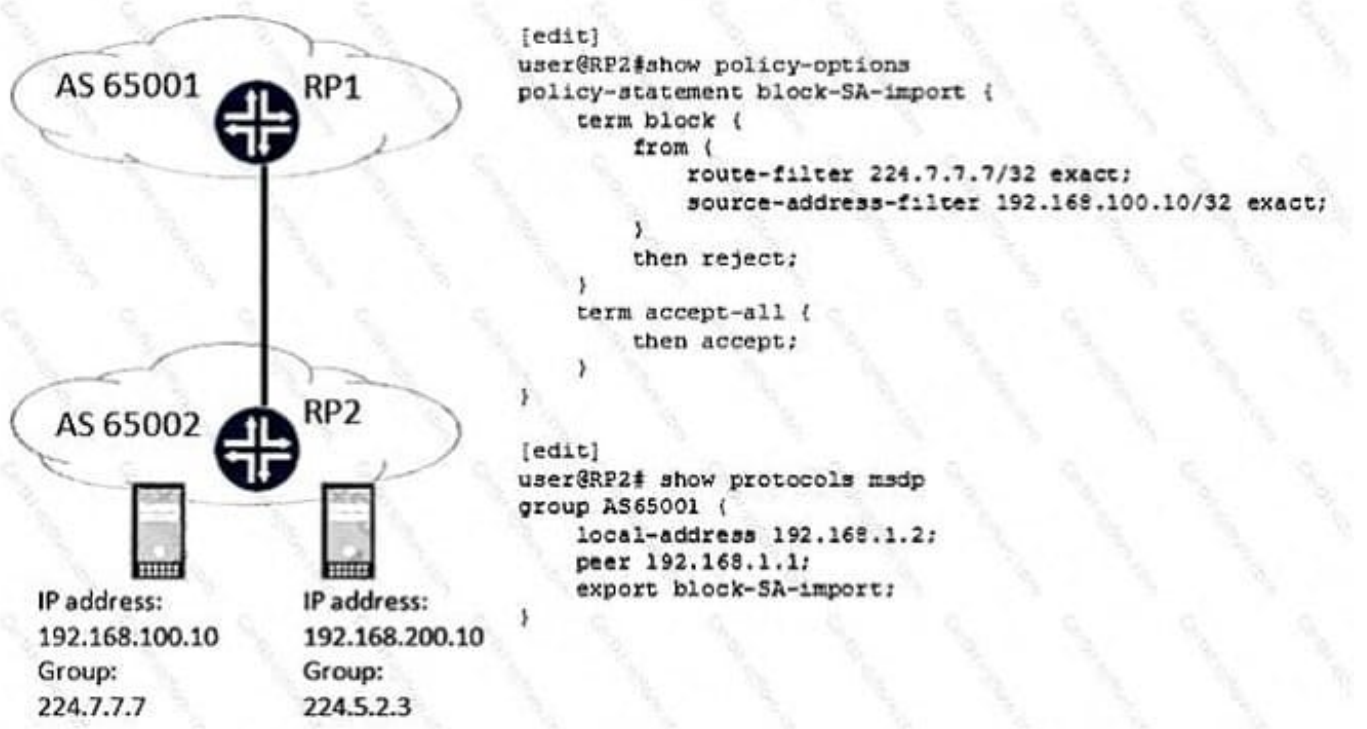 AS 65001
RP1
AS 65002
RP2
IP address:
192.168.100.10
Group:
224.7.7.7
IP address:
192.168.200.10
Group:
224.5.2.3
[edit]
user@RP2#show policy-options
policy-statement block-SA-import {
    term block {
        from {
            route-filter 224.7.7.7/32 exact;
            source-address-filter 192.168.100.10/32 exact;
        }
        then reject;
    }
    term accept-all {
        then accept;
    }
}
[edit]
user@RP2# show protocols msdp
group AS65001 {
    local-address 192.168.1.2;
    peer 192.168.1.1;
    export block-SA-import;
}